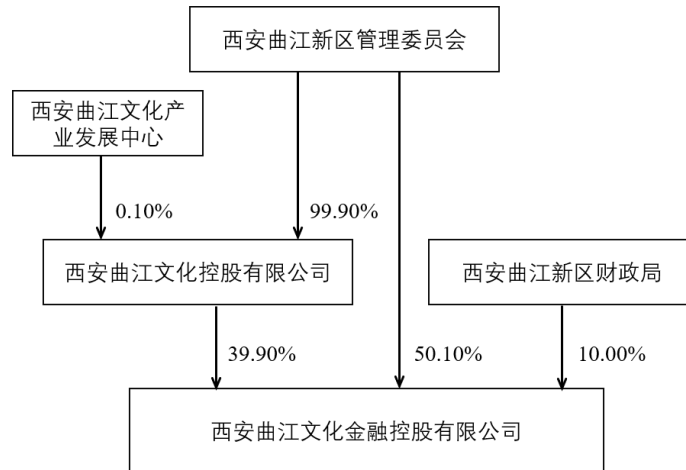 西安曲江新区管理委员会
西安曲江文化产
业发展中心
0.10%
99.90%
西安曲江文化控股有限公司
西安曲江新区财政局
39.90%
50.10%
10.00%
西安曲江文化金融控股有限公司